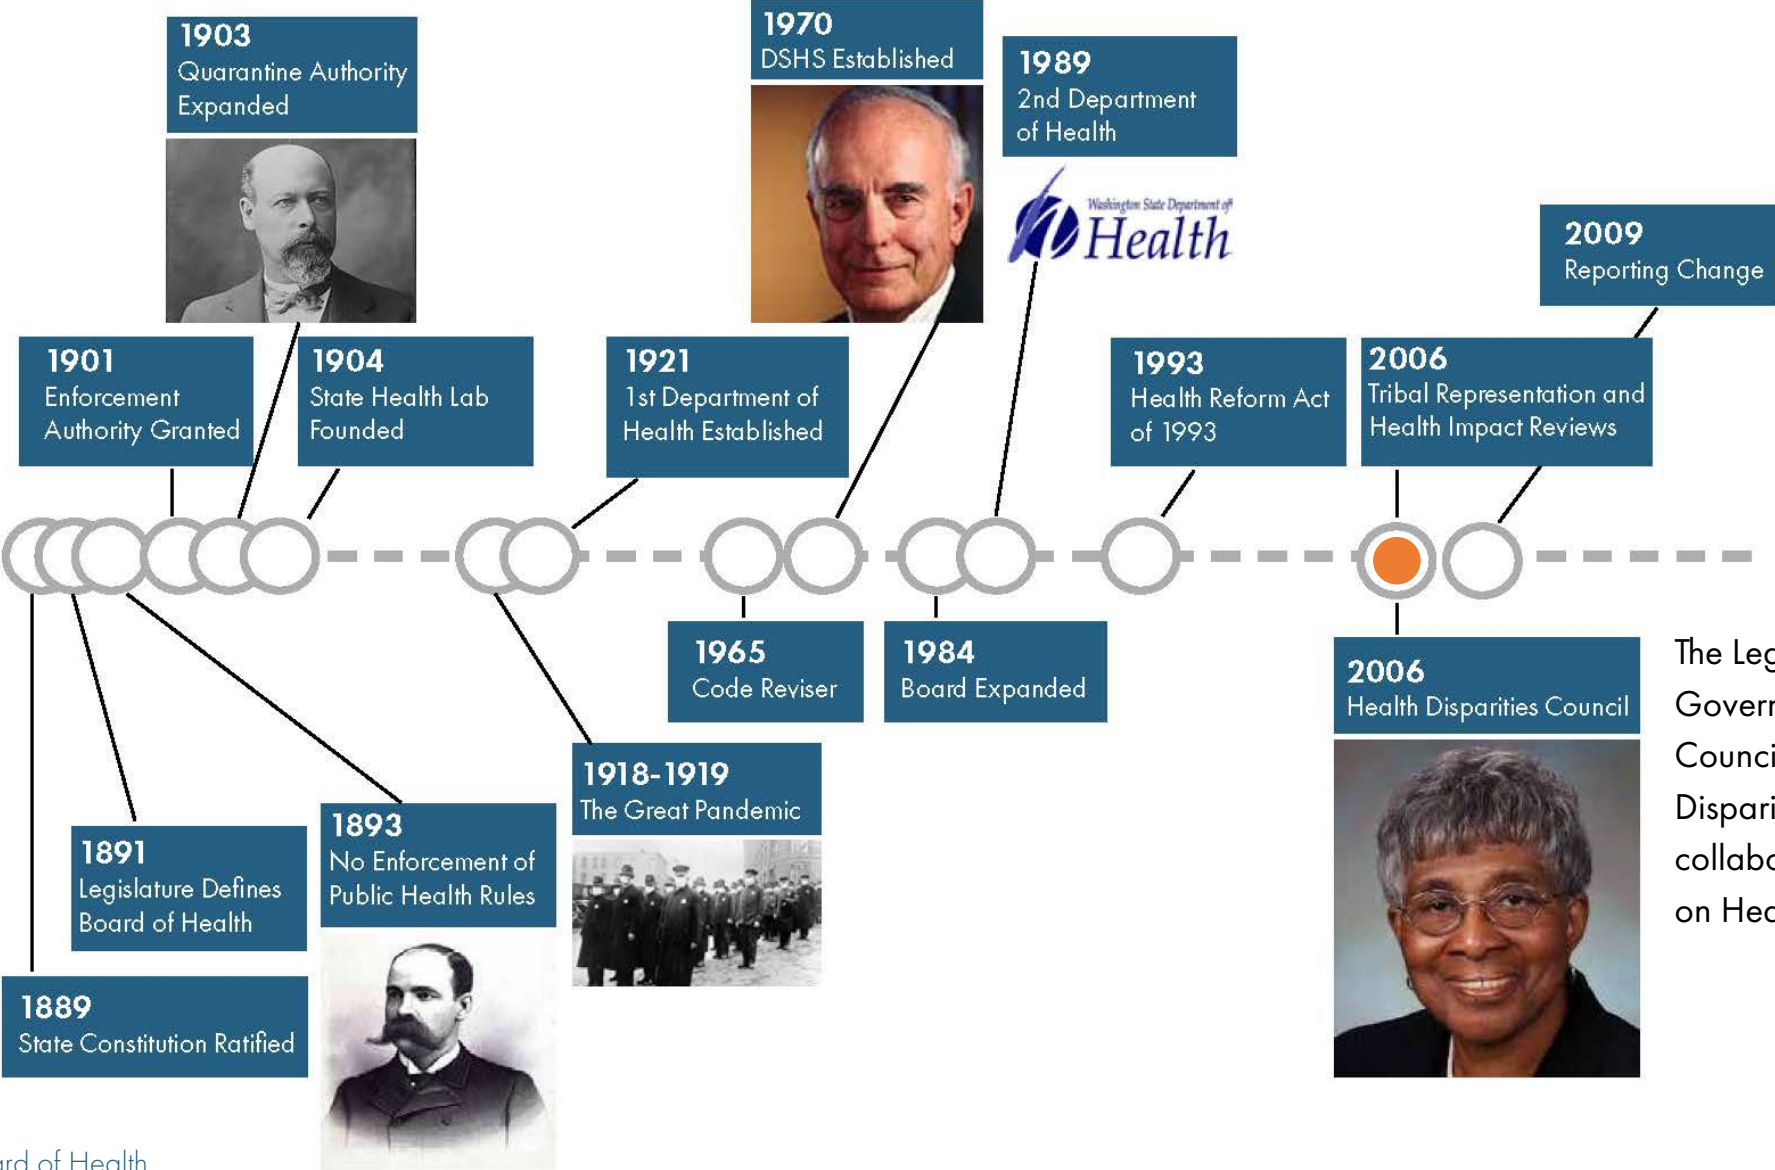 1903
Quarantine Authority
Expanded
1970
DSHS Established
1989
2nd Department
of Health
Washington State Department of
Health
2009
Reporting Change
1901
Enforcement
Authority Granted
1904
State Health Lab
Founded
1921
1st Department of
Health Established
1993
Health Reform Act
of 1993
2006
Tribal Representation and
Health Impact Reviews
1965
Code Reviser
1984
Board Expanded
2006
Health Disparities Council
The Leg
Govern
Counci
Dispari
collabo
on Hea
1918-1919
The Great Pandemic
1891
Legislature Defines
Board of Health
1893
No Enforcement of
Public Health Rules
1889
State Constitution Ratified
ard of Health